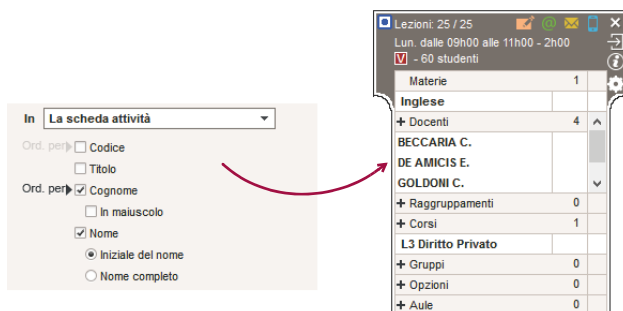 In La scheda attività
Ord. per Codice
Titolo
Ord. per Cognome
In maiuscolo
Nome
Iniziale del nome
Nome completo
Lezioni: 25 / 25
Lun. dalle 09h00 alle 11h00 - 2h00
V - 60 studenti
Materie 1
Inglese
+ Docenti 4
BECCARIA C.
DE AMICIS E.
GOLDONI C.
+ Raggruppamenti 0
+ Corsi 1
L3 Diritto Privato
+ Gruppi 0
+ Opzioni 0
+ Aule 0